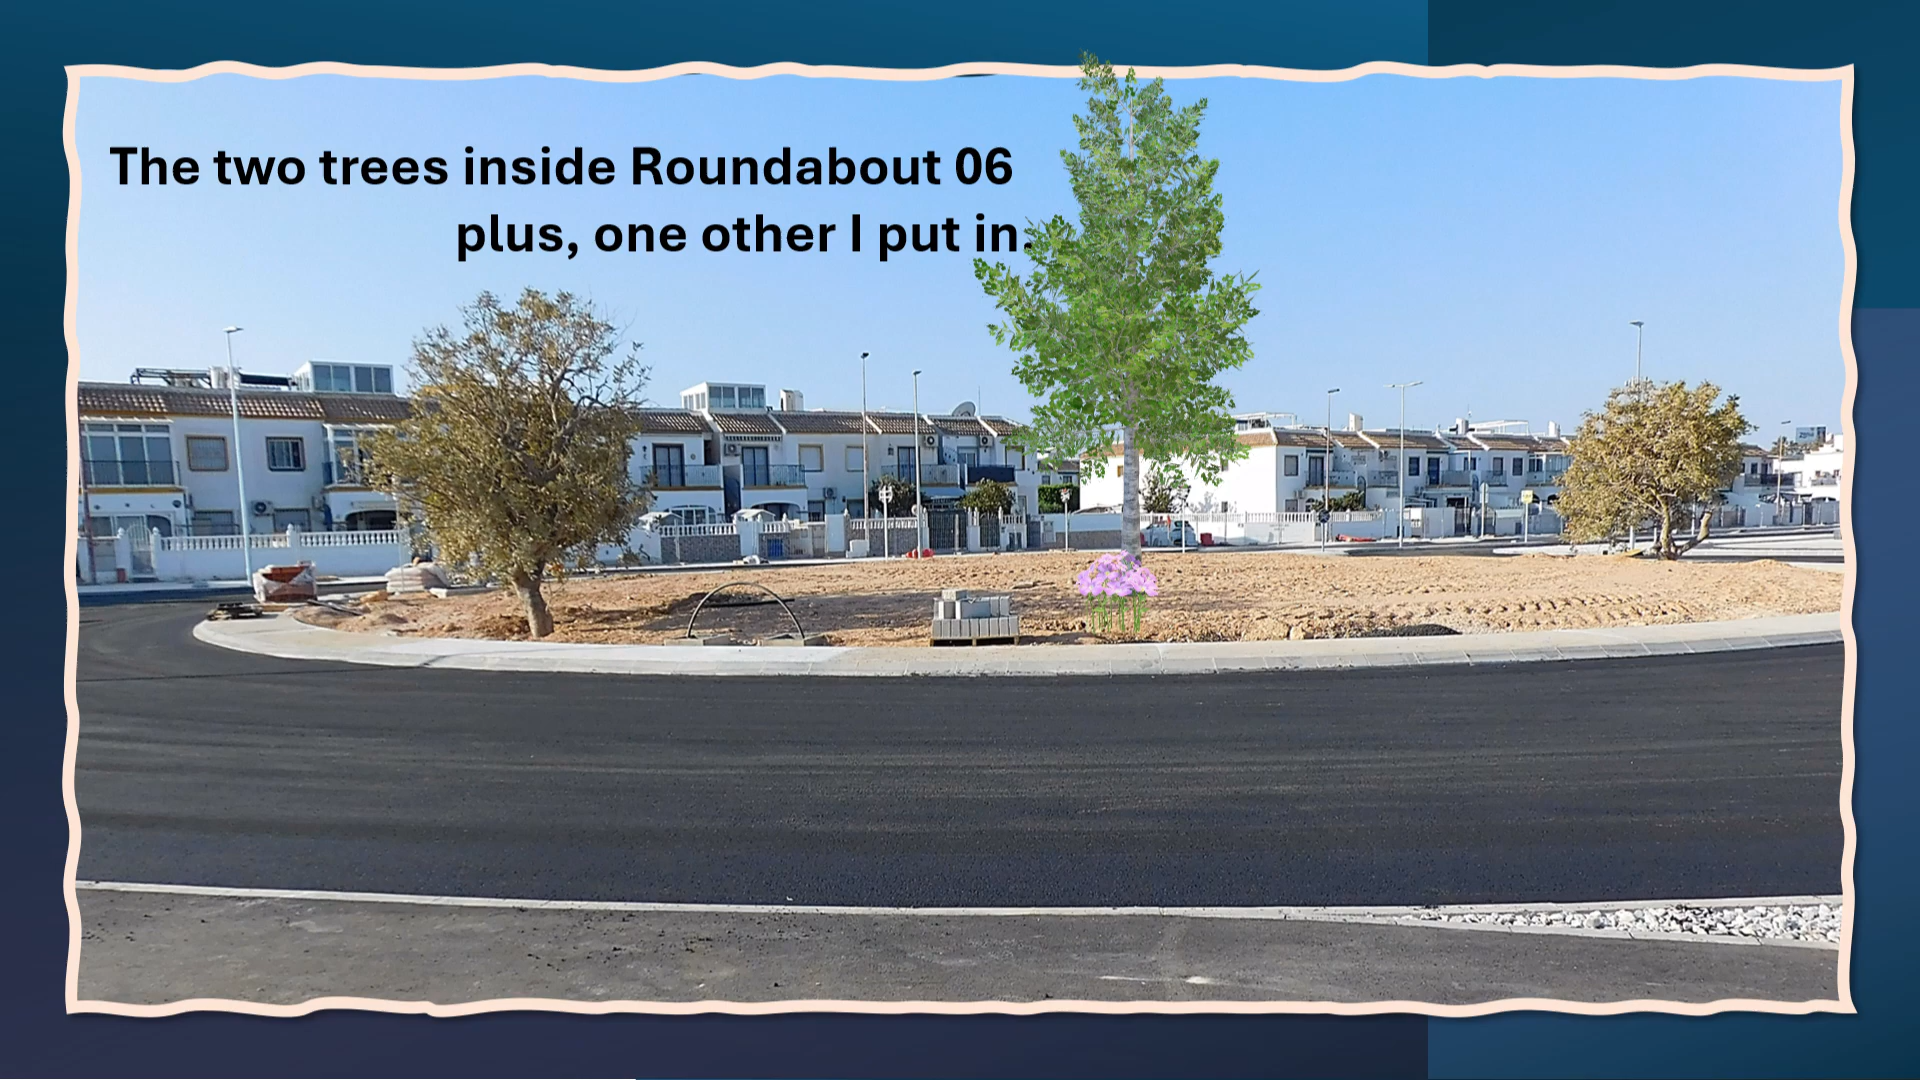 The two trees inside Roundabout 06
plus, one other I put in.